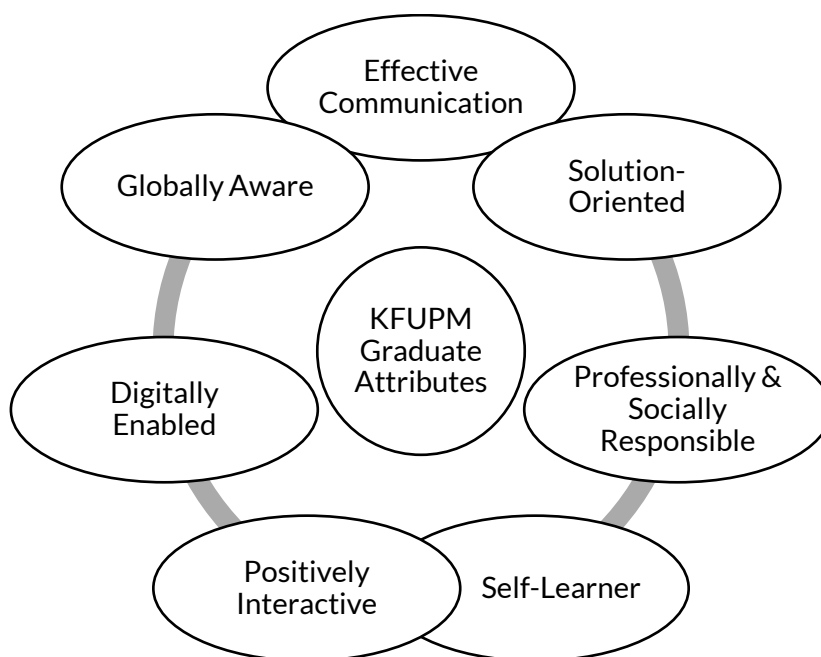 Effective
Communication
Globally Aware
Solution-
Oriented
KFUPM
Graduate
Attributes
Digitally
Enabled
Professionally &
Socially
Responsible
Positively
Interactive
Self-Learner